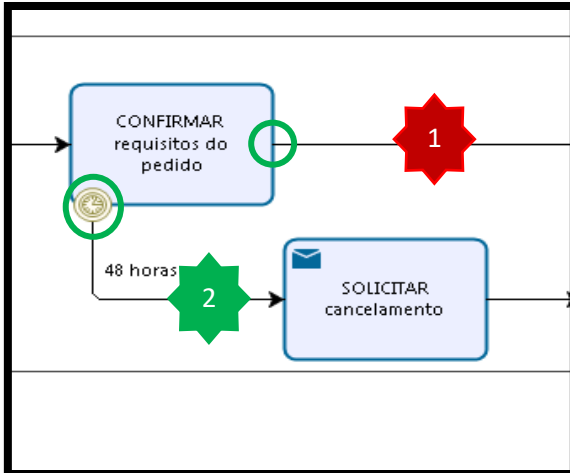 CONFIRMAR
requisitos do
pedido
1
48 horas
2
SOLICITAR
cancelamento